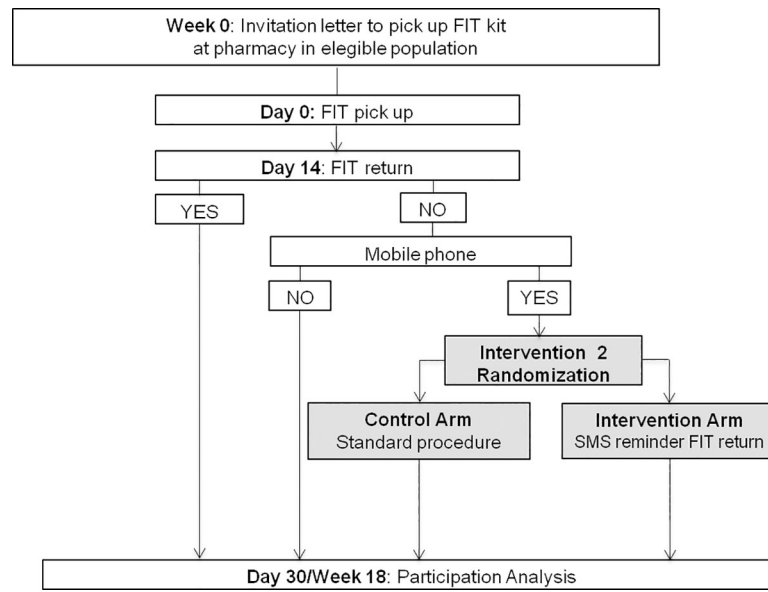 Week 0: Invitation letter to pick up FIT kit
at pharmacy in elegible population
Day 0: FIT pick up
Day 14: FIT return
YES
NO
Mobile phone
NO
YES
Intervention 2
Randomization
Control Arm
Standard procedure
Intervention Arm
SMS reminder FIT return
Day 30/Week 18: Participation Analysis